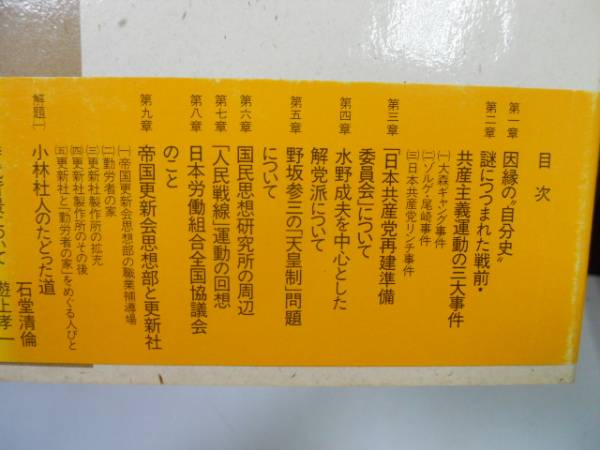 目次
第一章 因縁の“自分史”
第二章 謎につつまれた戦前・
共産主義運動の三大事件
㈠大森ギャング事件
㈡ゾルゲ・尾崎事件
㈢日本共産党リンチ事件
第三章 「日本共産党再建準備
委員会」について
第四章 水野成夫を中心とした
解党派について
第五章 野坂参三の「天皇制」問題
について
第六章 国民思想研究所の周辺
第七章 「人民戦線」運動の回想
第八章 日本労働組合全国協議会
のこと
第九章 帝国更新会思想部と更新社
㈠帝国更新会思想部の職業補導場
㈡勤労者の家
㈢更新社製作所の拡充
㈣更新社製作所のその後
㈤更新社と「勤労者の家」をめぐる人びと
解題一 小林杜人のたどった道
石堂清倫
について
遊上孝一